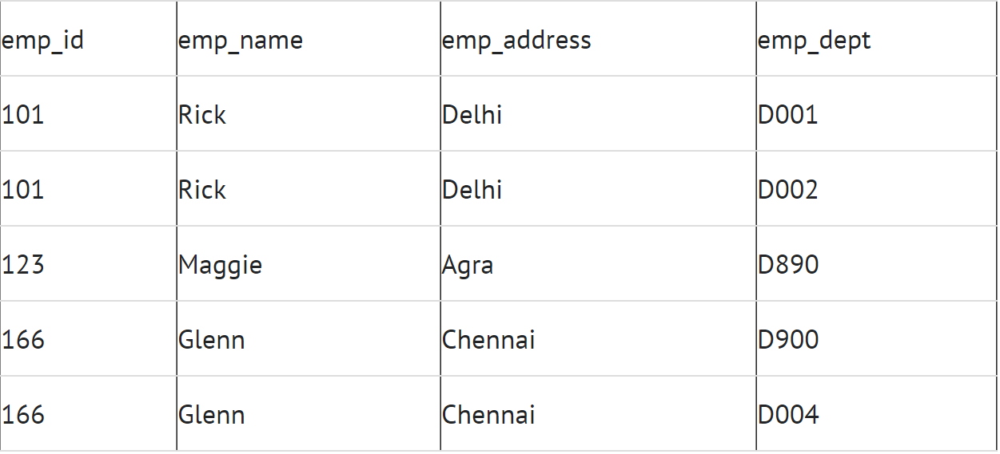 emp_id emp_name emp_address emp_dept
101 Rick Delhi D001
101 Rick Delhi D002
123 Maggie Agra D890
166 Glenn Chennai D900
166 Glenn Chennai D004